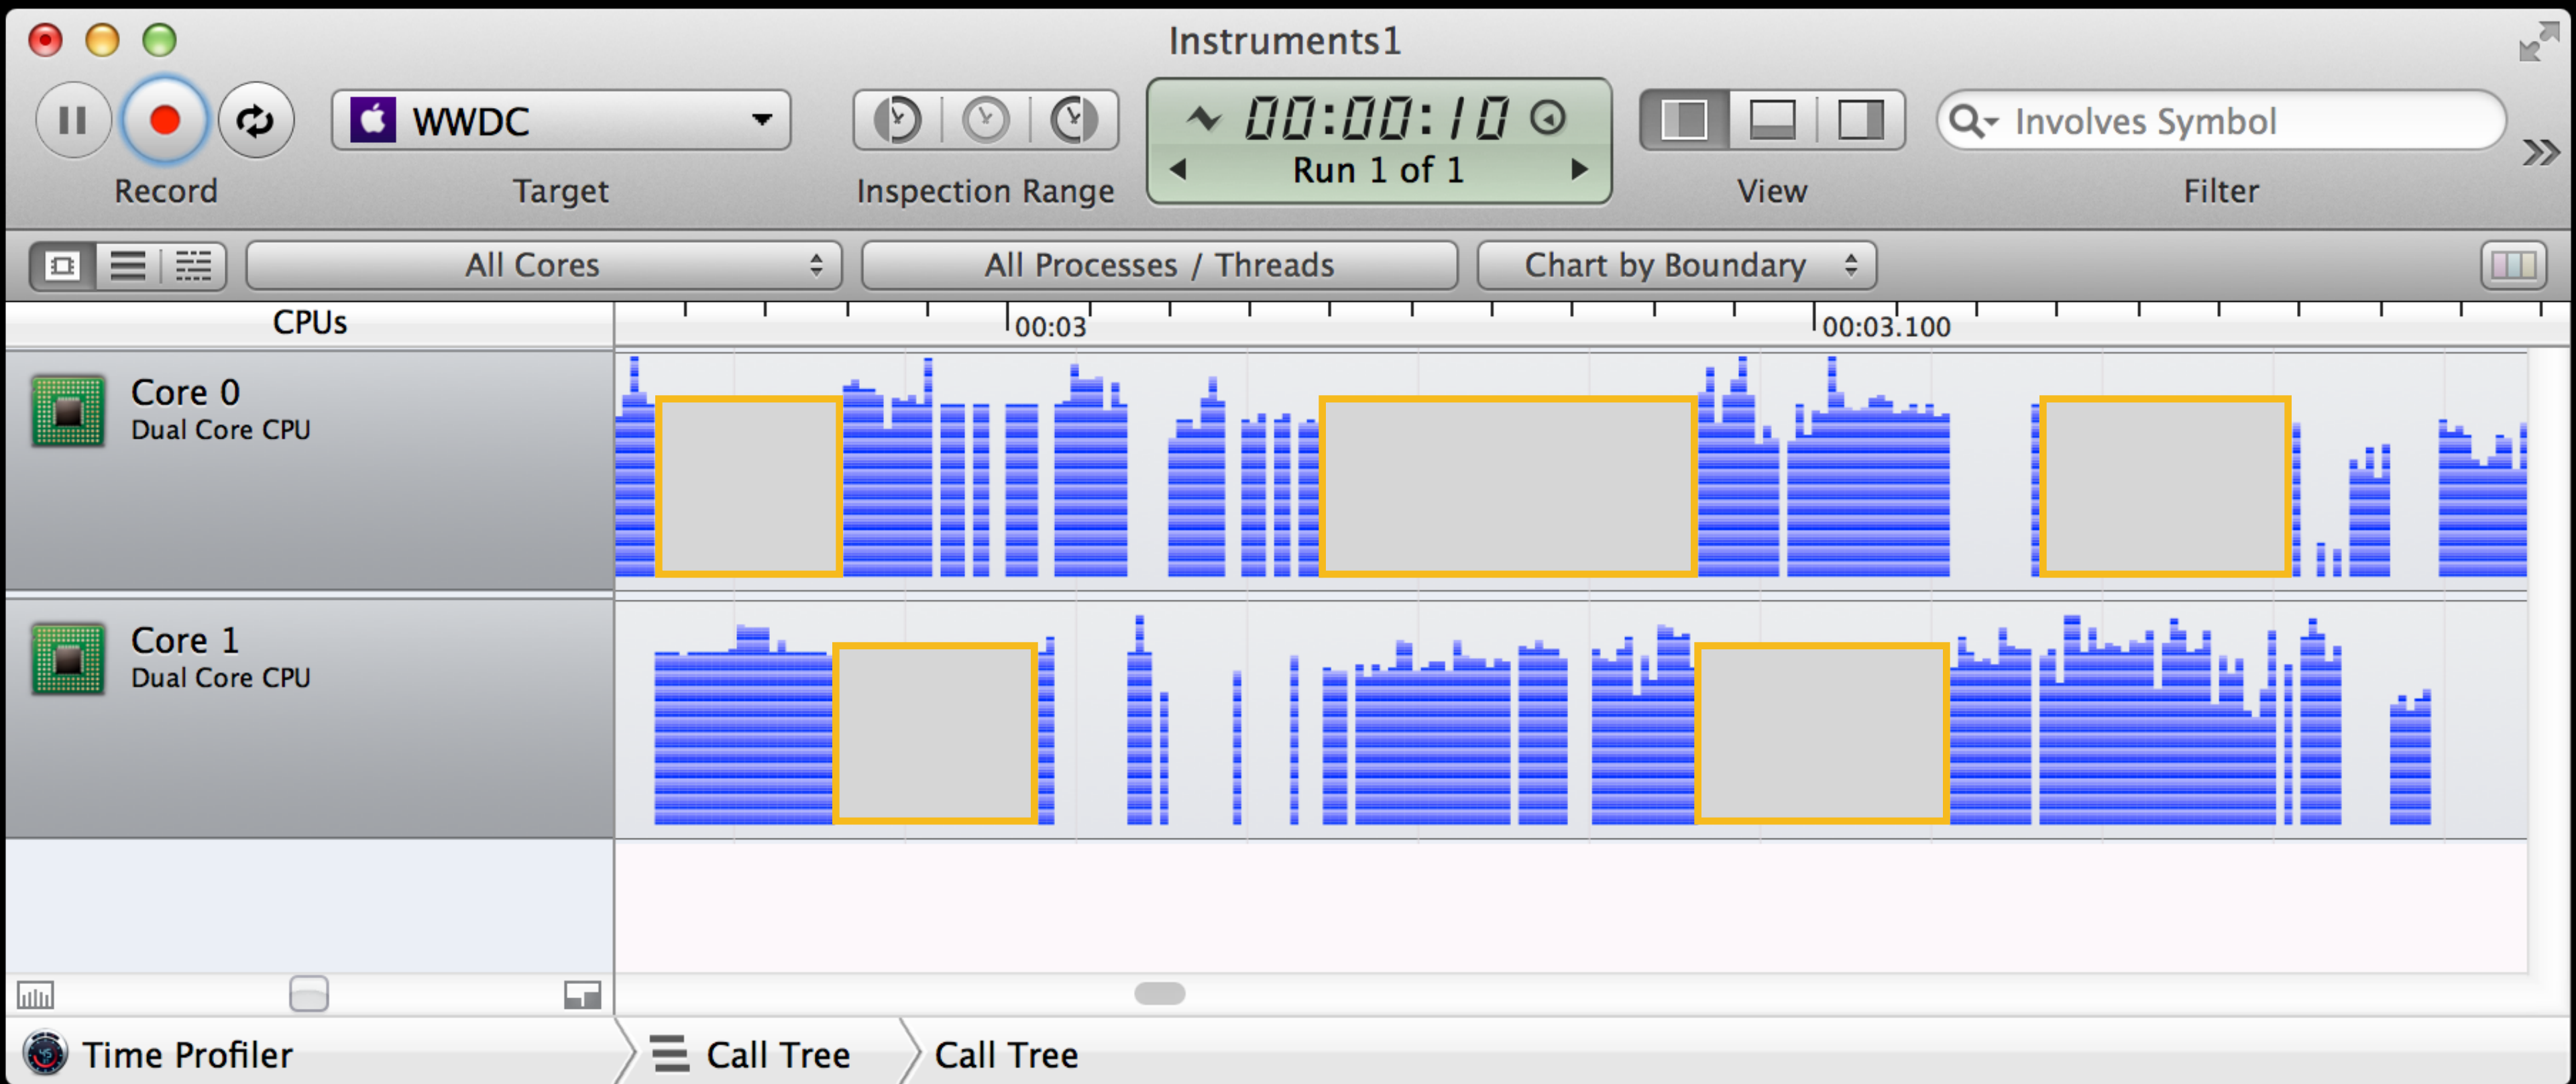 Instruments1
WWDC
00:00:10
Involves Symbol
Run 1 of 1
Record
Target
Inspection Range
View
Filter
All Cores
All Processes / Threads
Chart by Boundary
CPUs
00:03
00:03.100
Core 0
Dual Core CPU
Core 1
Dual Core CPU
Time Profiler
Call Tree
Call Tree